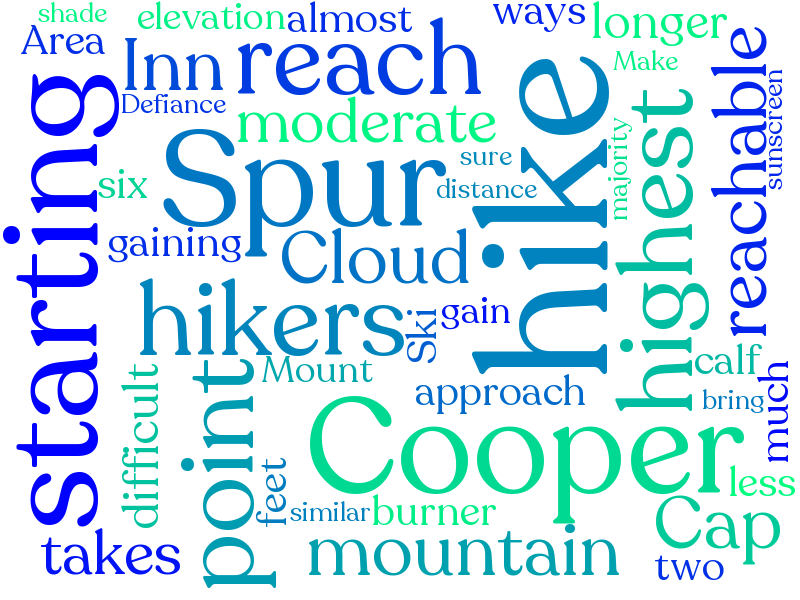 shade
elevation
almost
ways
longer
Area
Inn
reach
Make
Defiance
moderate
hike
reachable
sunscreen
starting
Spur
sure
majority
highest
six
distance
gaining
Cloud
hikers
Ski
gain
Mount
calf
difficult
point
approach
bring
much
Cooper
feet
less
similar
burner
Cap
takes
mountain
two